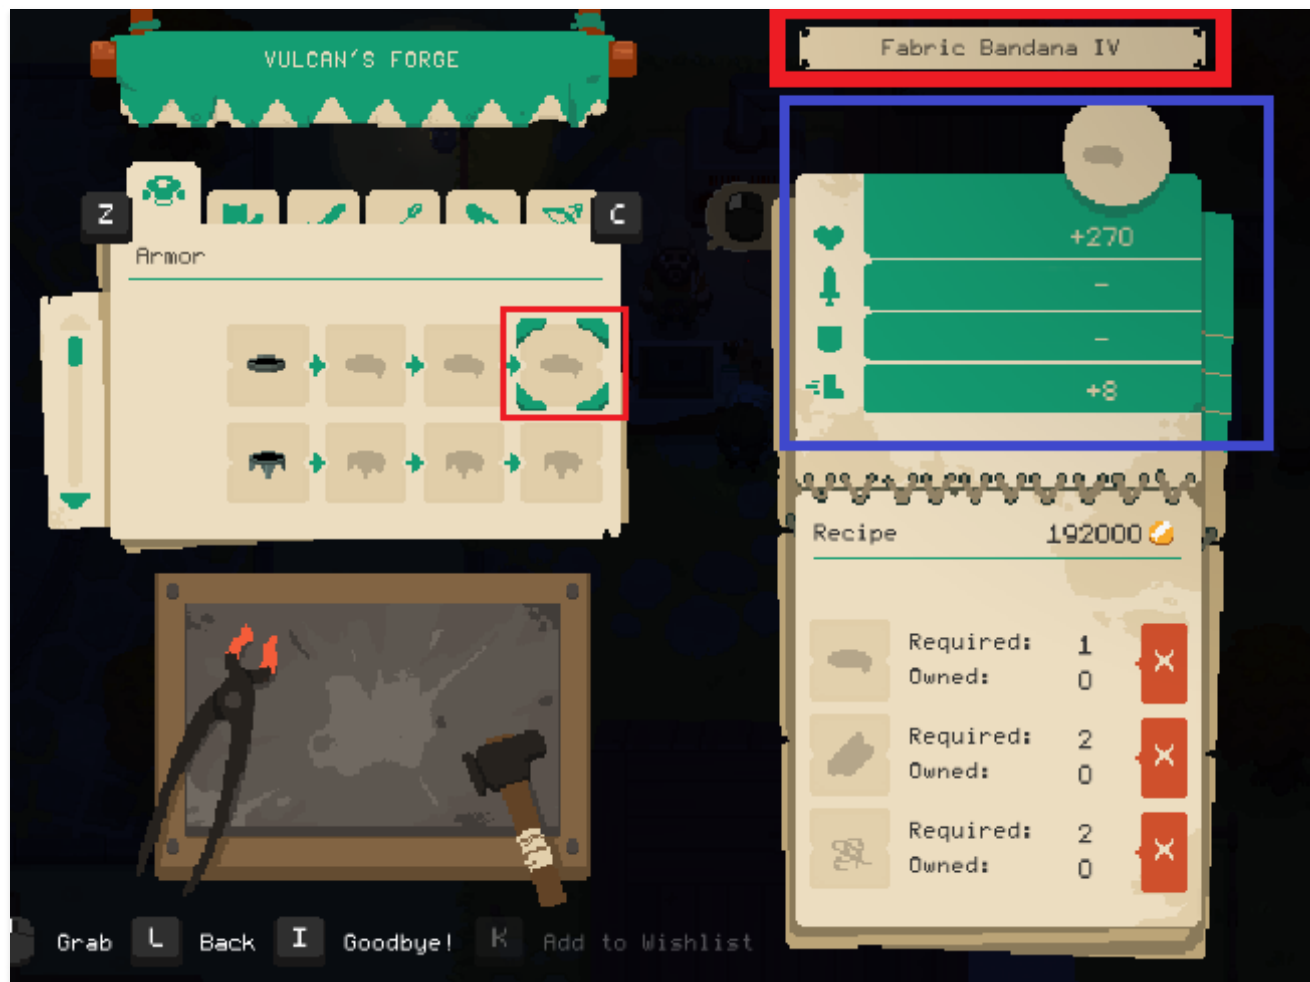 VULCAN'S FORGE
Fabric Bandana IV
Z
C
Armor
+270
-
-
+8
Recipe 192000
Required: 1
Owned: 0
Required: 2
Owned: 0
Required: 2
Owned: 0
Grab L Back I Goodbye! K Add to Wishlist